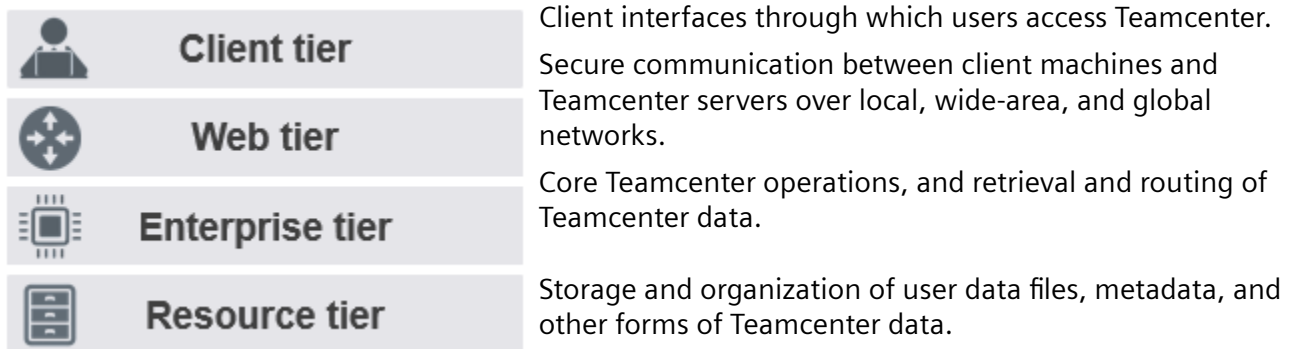 Client tier
Client interfaces through which users access Teamcenter.
Web tier
Secure communication between client machines and
Teamcenter servers over local, wide-area, and global
networks.
Enterprise tier
Core Teamcenter operations, and retrieval and routing of
Teamcenter data.
Resource tier
Storage and organization of user data files, metadata, and
other forms of Teamcenter data.